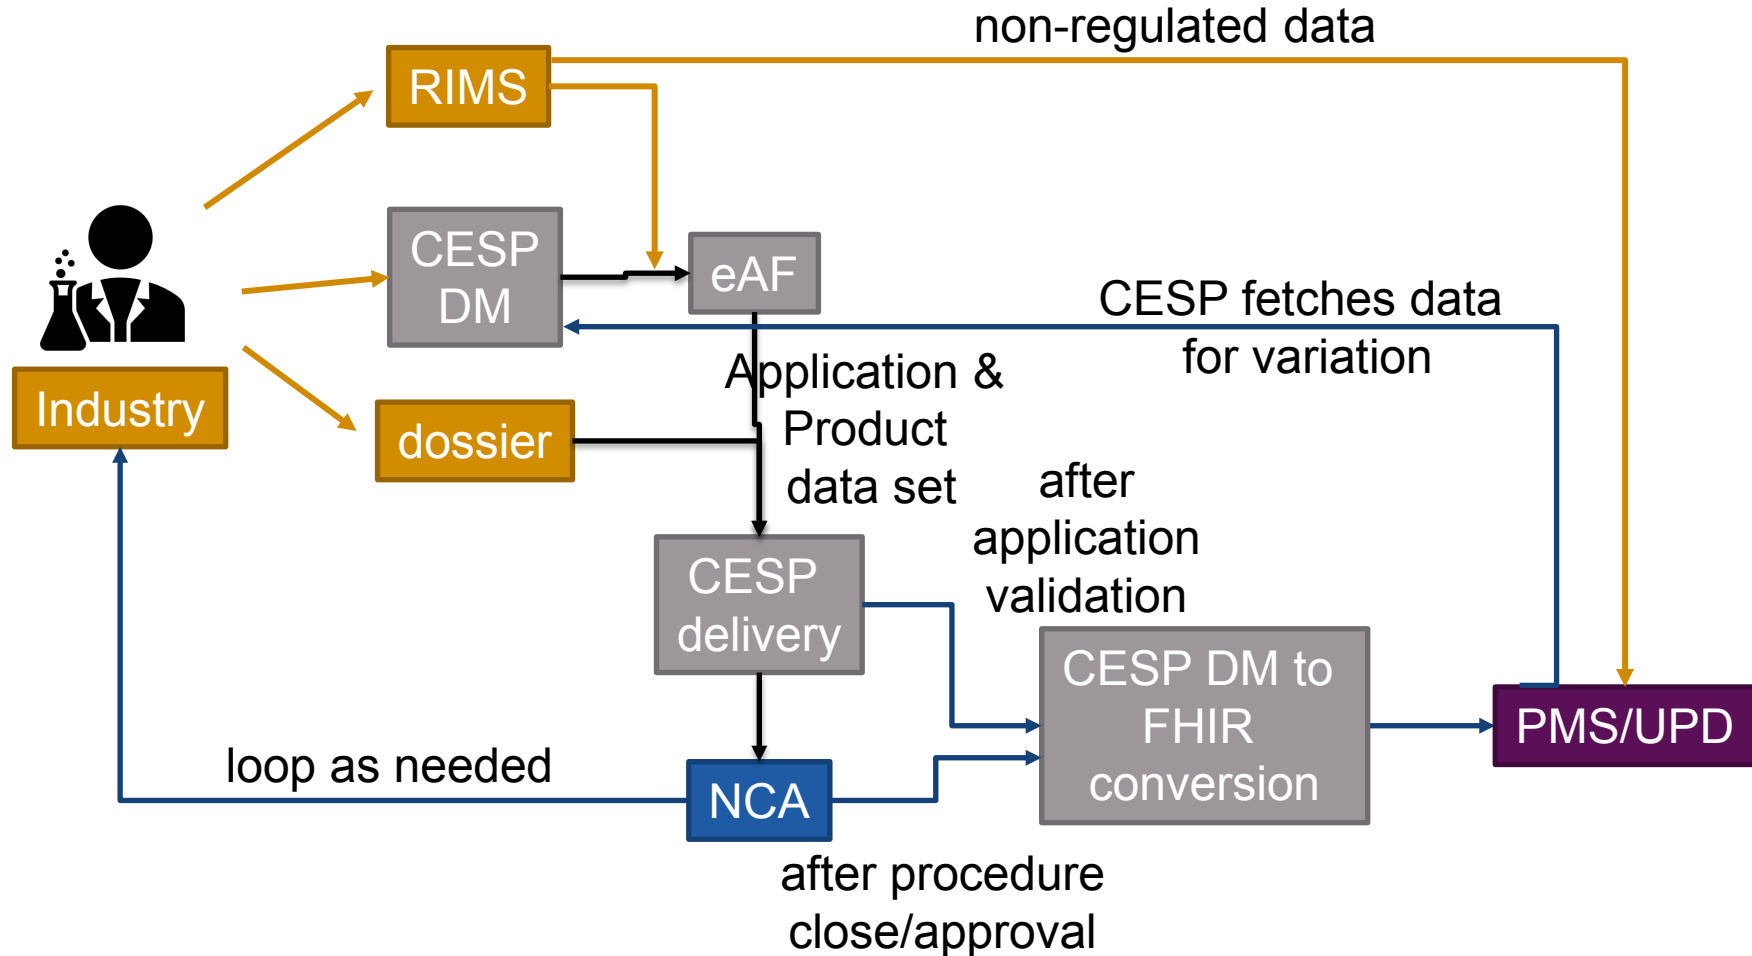 non-regulated data
RIMS
CESP
DM
eAF
CESP fetches data
for variation
Industry
dossier
Application &
Product
data set
after
application
validation
CESP
delivery
CESP DM to
FHIR
conversion
PMS/UPD
loop as needed
NCA
after procedure
close/approval